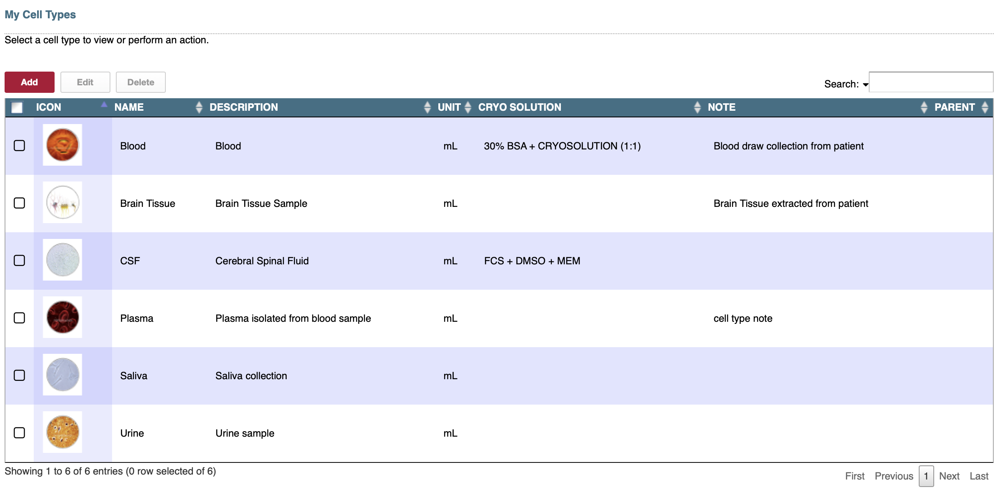 My Cell Types
Select a cell type to view or perform an action.
Add Edit Delete Search:
ICON NAME DESCRIPTION UNIT CRYO SOLUTION NOTE PARENT
Blood Blood mL 30% BSA + CRYOSOLUTION (1:1) Blood draw collection from patient
Brain Tissue Brain Tissue Sample mL Brain Tissue extracted from patient
CSF Cerebral Spinal Fluid mL FCS + DMSO + MEM
Plasma Plasma isolated from blood sample mL cell type note
Saliva Saliva collection mL
Urine Urine sample mL
Showing 1 to 6 of 6 entries (0 row selected of 6)
First Previous 1 Next Last